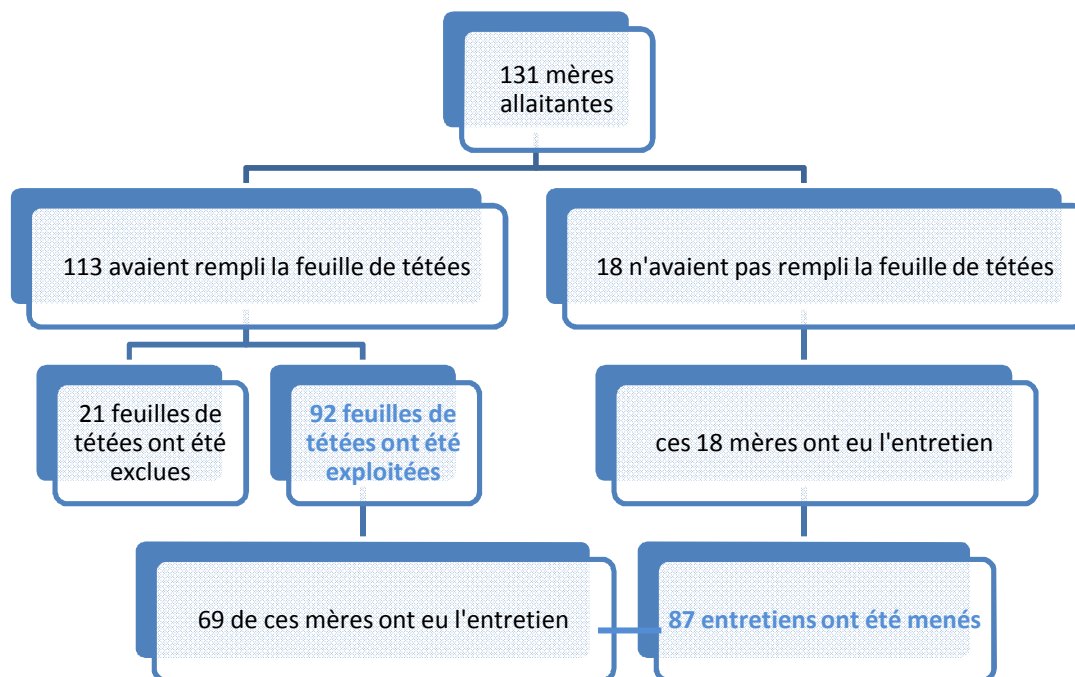 131 mères
allaitantes
113 avaient rempli la feuille de tétées
18 n'avaient pas rempli la feuille de tétées
21 feuilles de
tétées ont été
exclues
92 feuilles de
tétées ont été
exploitées
ces 18 mères ont eu l'entretien
69 de ces mères ont eu l'entretien
87 entretiens ont été menés